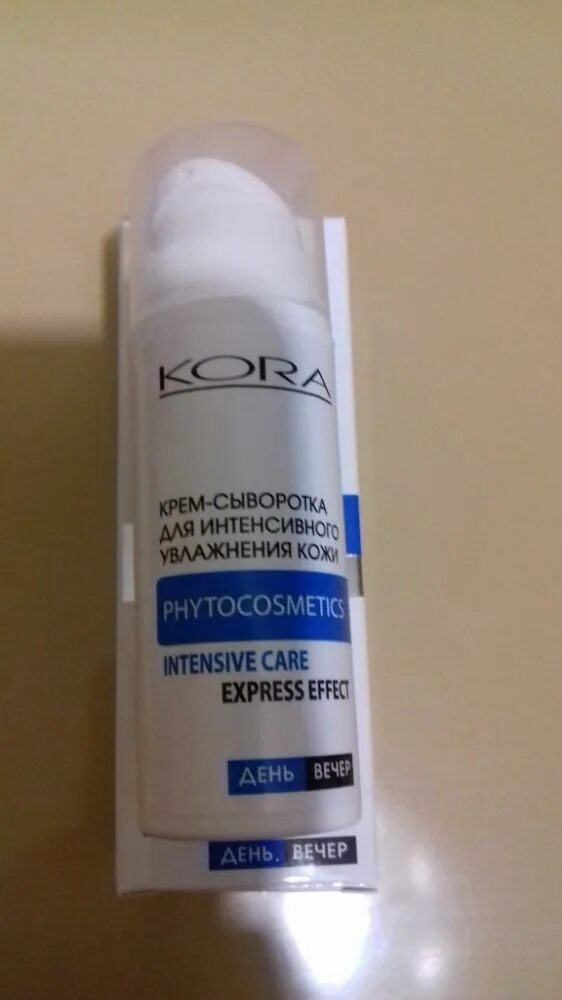 KORA
КРЕМ-СЫВОРОТКА
ДЛЯ ИНТЕНСИВНОГО
УВЛАЖНЕНИЯ КОЖИ
PHYTOCOSMETICS
INTENSIVE CARE
EXPRESS EFFECT
ДЕНЬ ВЕЧЕР
ДЕНЬ. ВЕЧЕР